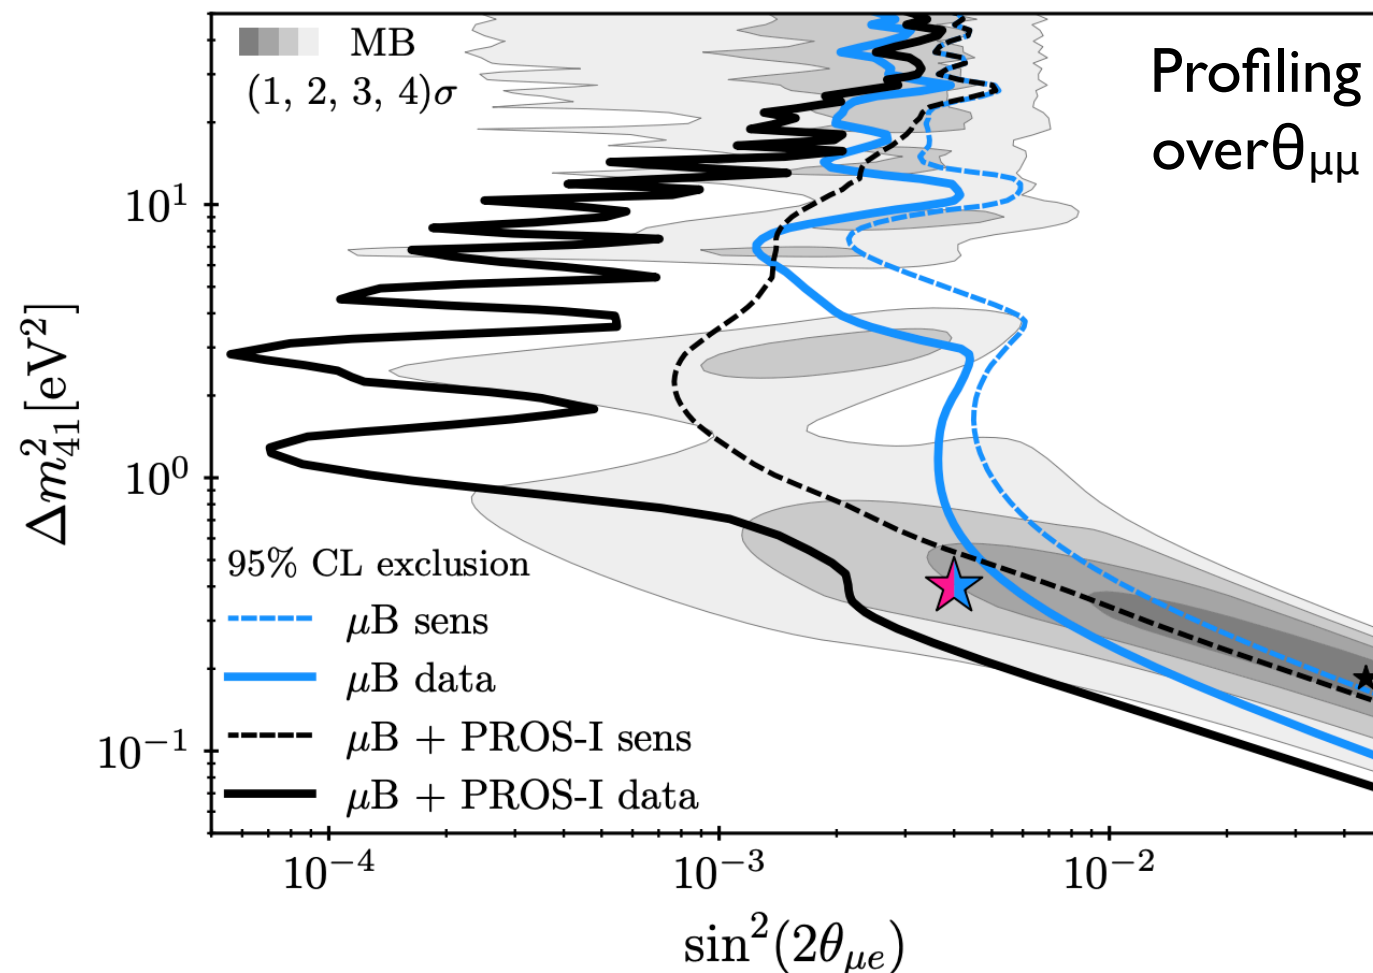 MB
(1, 2, 3, 4)σ
Profiling
overθμμ
10¹
10⁰
10⁻¹
Δm²₄₁[eV²]
95% CL exclusion
μB sens
μB data
μB + PROS-I sens
μB + PROS-I data
10⁻⁴
10⁻³
10⁻²
sin²(2θμe)